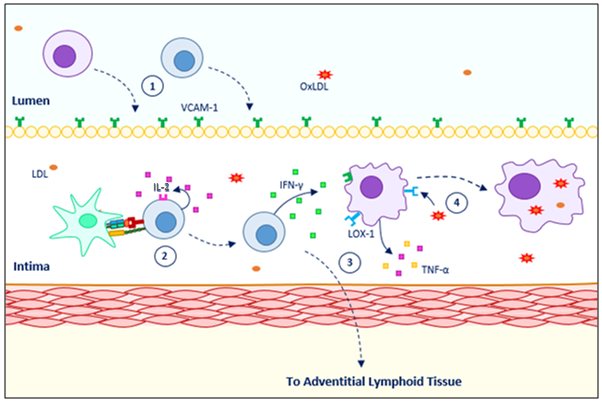 1
OxLDL
Lumen
VCAM-1
LDL
IL-2
IFN-γ
4
LOX-1
2
3
Intima
TNF-α
To Adventitial Lymphoid Tissue